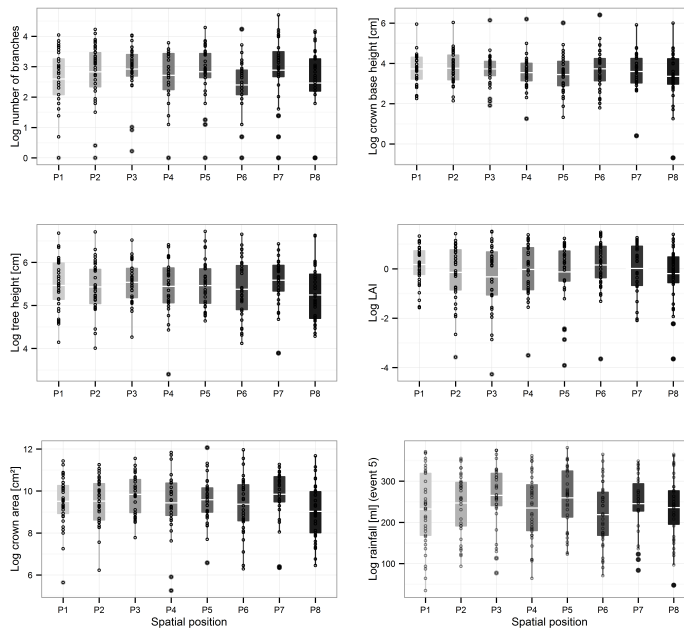 Log number of branches
4
3
2
1
0
P1 P2 P3 P4 P5 P6 P7 P8
Log crown base height [cm]
6
4
2
0
P1 P2 P3 P4 P5 P6 P7 P8
Log tree height [cm]
6
5
4
P1 P2 P3 P4 P5 P6 P7 P8
Log LAI
0
-2
-4
P1 P2 P3 P4 P5 P6 P7 P8
Log crown area [cm²]
12
10
8
6
P1 P2 P3 P4 P5 P6 P7 P8
Spatial position
Log rainfall [ml] (event 5)
300
200
100
P1 P2 P3 P4 P5 P6 P7 P8
Spatial position